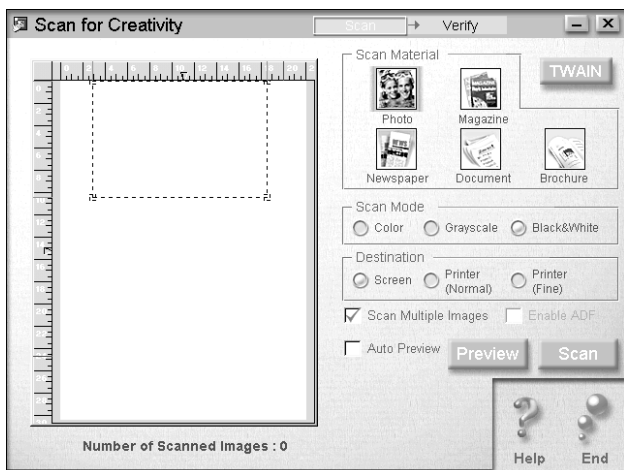 Scan for Creativity
Scan
Verify
Scan Material
TWAIN
Photo
Magazine
Newspaper
Document
Brochure
Scan Mode
Color
Grayscale
Black&White
Destination
Screen
Printer
(Normal)
Printer
(Fine)
Scan Multiple Images
Enable ADF
Auto Preview
Preview
Scan
Number of Scanned Images : 0
Help
End